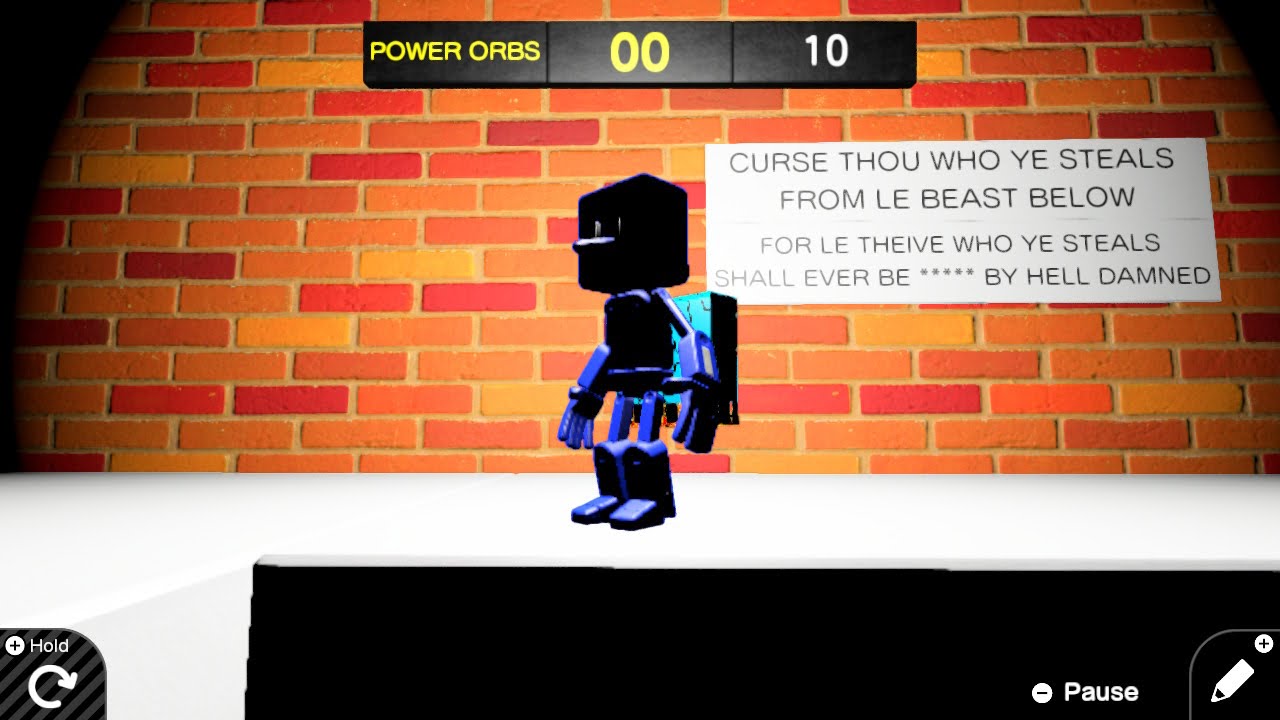 POWER ORBS 00 10
CURSE THOU WHO YE STEALS
FROM LE BEAST BELOW
FOR LE THEIVE WHO YE STEALS
SHALL EVER BE ***** BY HELL DAMNED
Hold
Pause